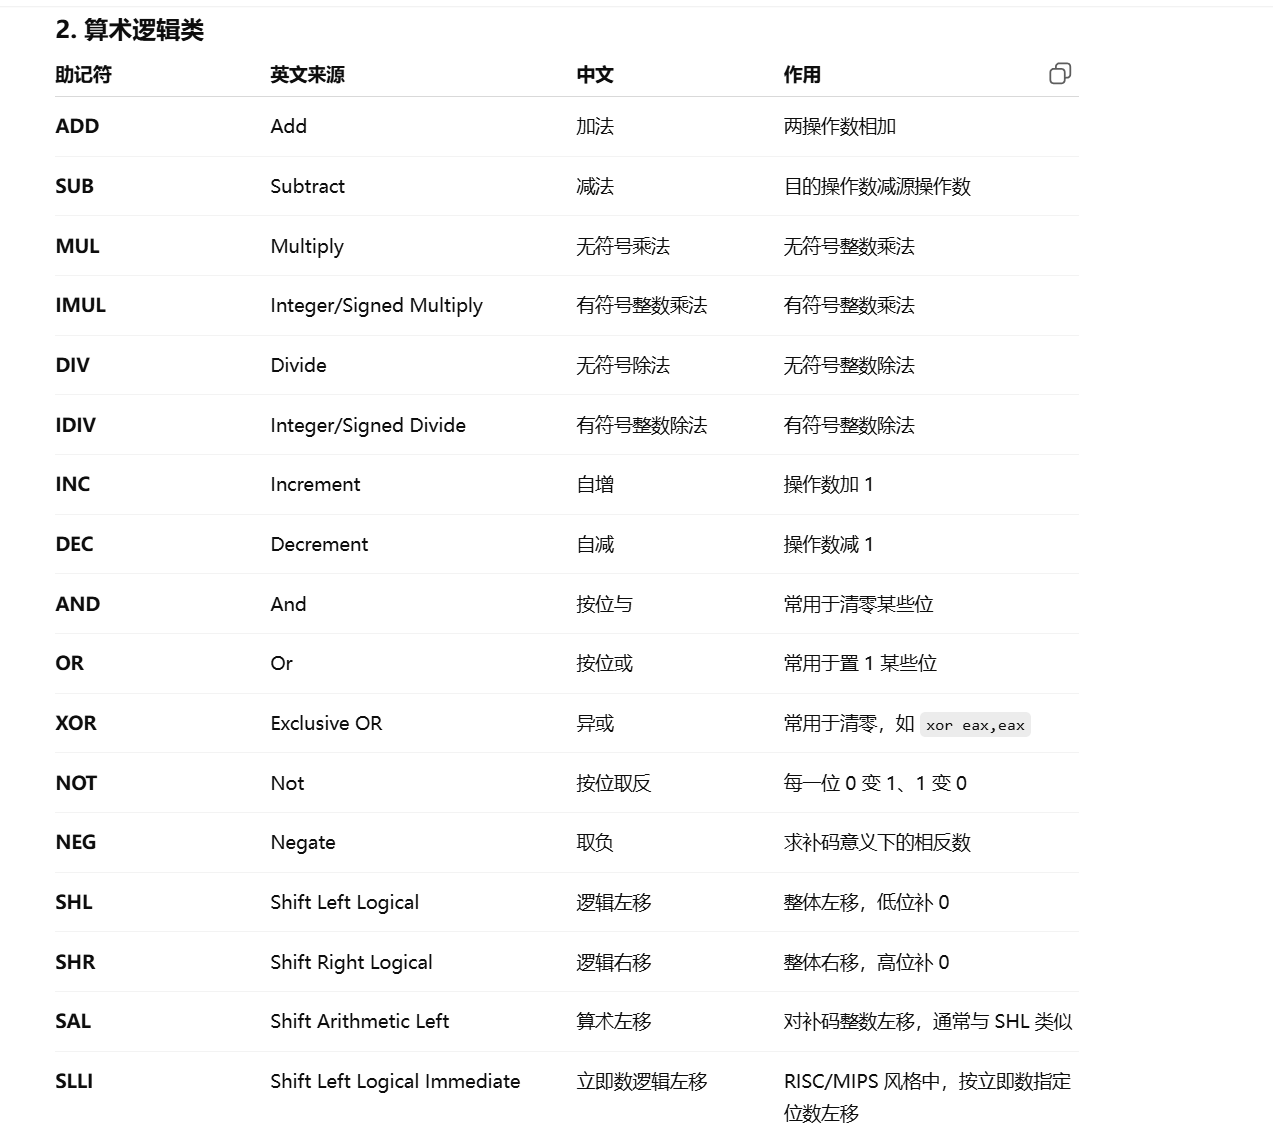 2. 算术逻辑类
助记符 英文来源 中文 作用
ADD Add 加法 两操作数相加
SUB Subtract 减法 目的操作数减源操作数
MUL Multiply 无符号乘法 无符号整数乘法
IMUL Integer/Signed Multiply 有符号整数乘法 有符号整数乘法
DIV Divide 无符号除法 无符号整数除法
IDIV Integer/Signed Divide 有符号整数除法 有符号整数除法
INC Increment 自增 操作数加 1
DEC Decrement 自减 操作数减 1
AND And 按位与 常用于清零某些位
OR Or 按位或 常用于置 1 某些位
XOR Exclusive OR 异或 常用于清零，如 xor eax,eax
NOT Not 按位取反 每一位 0 变 1、1 变 0
NEG Negate 取负 求补码意义下的相反数
SHL Shift Left Logical 逻辑左移 整体左移，低位补 0
SHR Shift Right Logical 逻辑右移 整体右移，高位补 0
SAL Shift Arithmetic Left 算术左移 对补码整数左移，通常与 SHL 类似
SLLI Shift Left Logical Immediate 立即数逻辑左移 RISC/MIPS 风格中，按立即数指定
位数左移